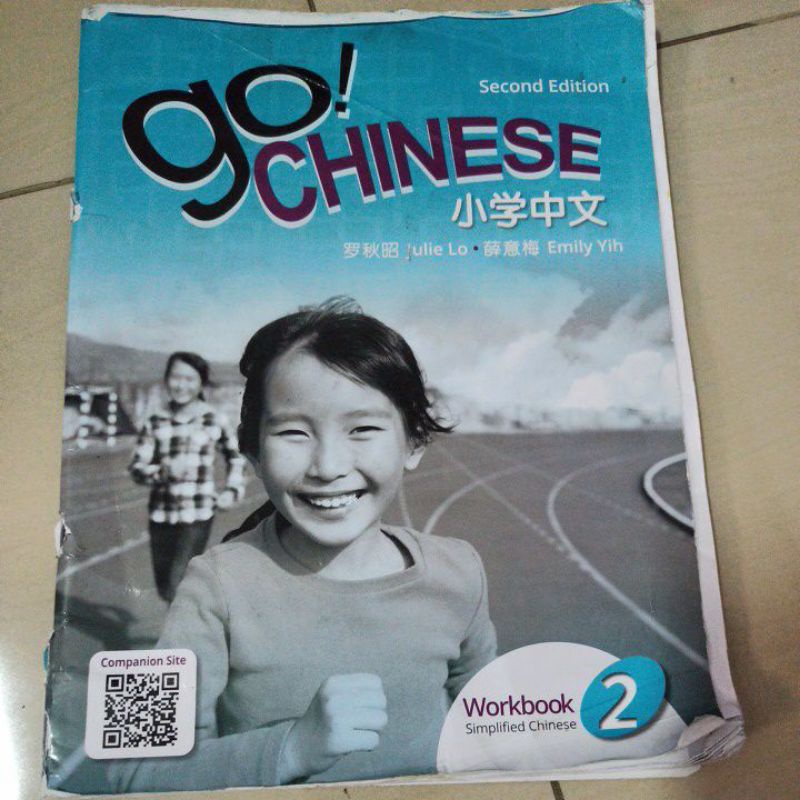 Second Edition
go!
CHINESE
小学中文
罗秋昭 Julie Lo • 薛意梅 Emily Yih
Companion Site
Workbook 2
Simplified Chinese